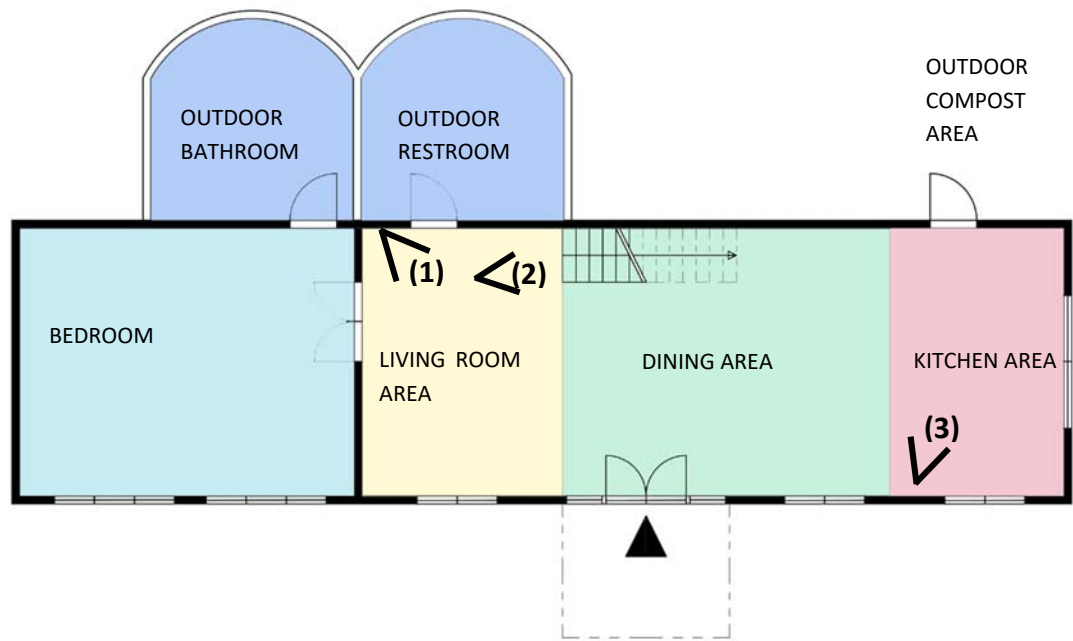 OUTDOOR
BATHROOM
OUTDOOR
RESTROOM
OUTDOOR
COMPOST
AREA
(1)
(2)
BEDROOM
LIVING ROOM
AREA
DINING AREA
KITCHEN AREA
(3)